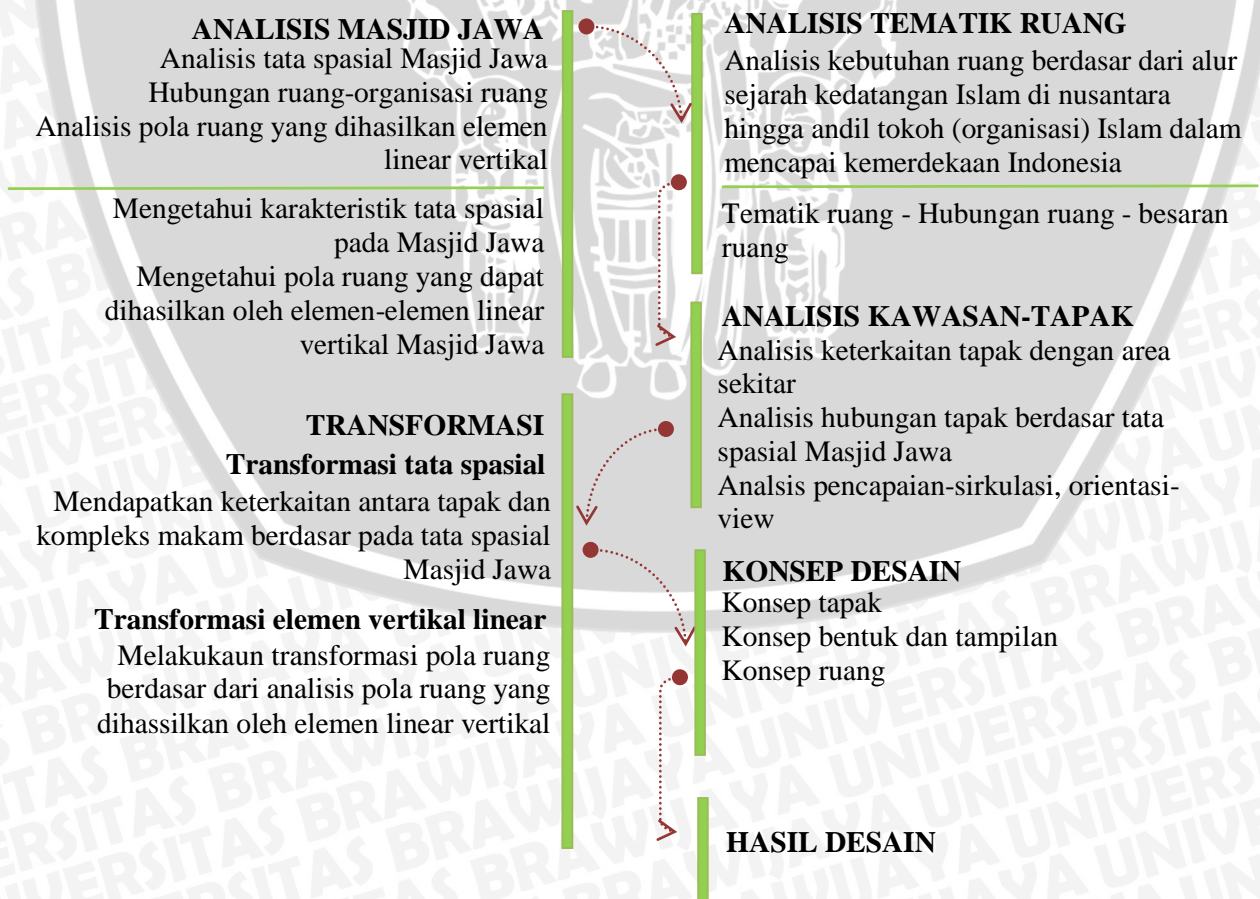 ANALISIS MASJID JAWA
Analisis tata spasial Masjid Jawa
Hubungan ruang-organisasi ruang
Analisis pola ruang yang dihasilkan elemen
linear vertikal
Mengetahui karakteristik tata spasial
pada Masjid Jawa
Mengetahui pola ruang yang dapat
dihasilkan oleh elemen-elemen linear
vertikal Masjid Jawa
ANALISIS TEMATIK RUANG
Analisis kebutuhan ruang berdasar dari alur
sejarah kedatangan Islam di nusantara
hingga andil tokoh (organisasi) Islam dalam
mencapai kemerdekaan Indonesia
Tematik ruang - Hubungan ruang - besaran
ruang
ANALISIS KAWASAN-TAPAK
Analisis keterkaitan tapak dengan area
sekitar
Analisis hubungan tapak berdasar tata
spasial Masjid Jawa
Analsis pencapaian-sirkulasi, orientasi-
view
TRANSFORMASI
Transformasi tata spasial
Mendapatkan keterkaitan antara tapak dan
kompleks makam berdasar pada tata spasial
Masjid Jawa
Transformasi elemen vertikal linear
Melakukaun transformasi pola ruang
berdasar dari analisis pola ruang yang
dihassilkan oleh elemen linear vertikal
KONSEP DESAIN
Konsep tapak
Konsep bentuk dan tampilan
Konsep ruang
HASIL DESAIN